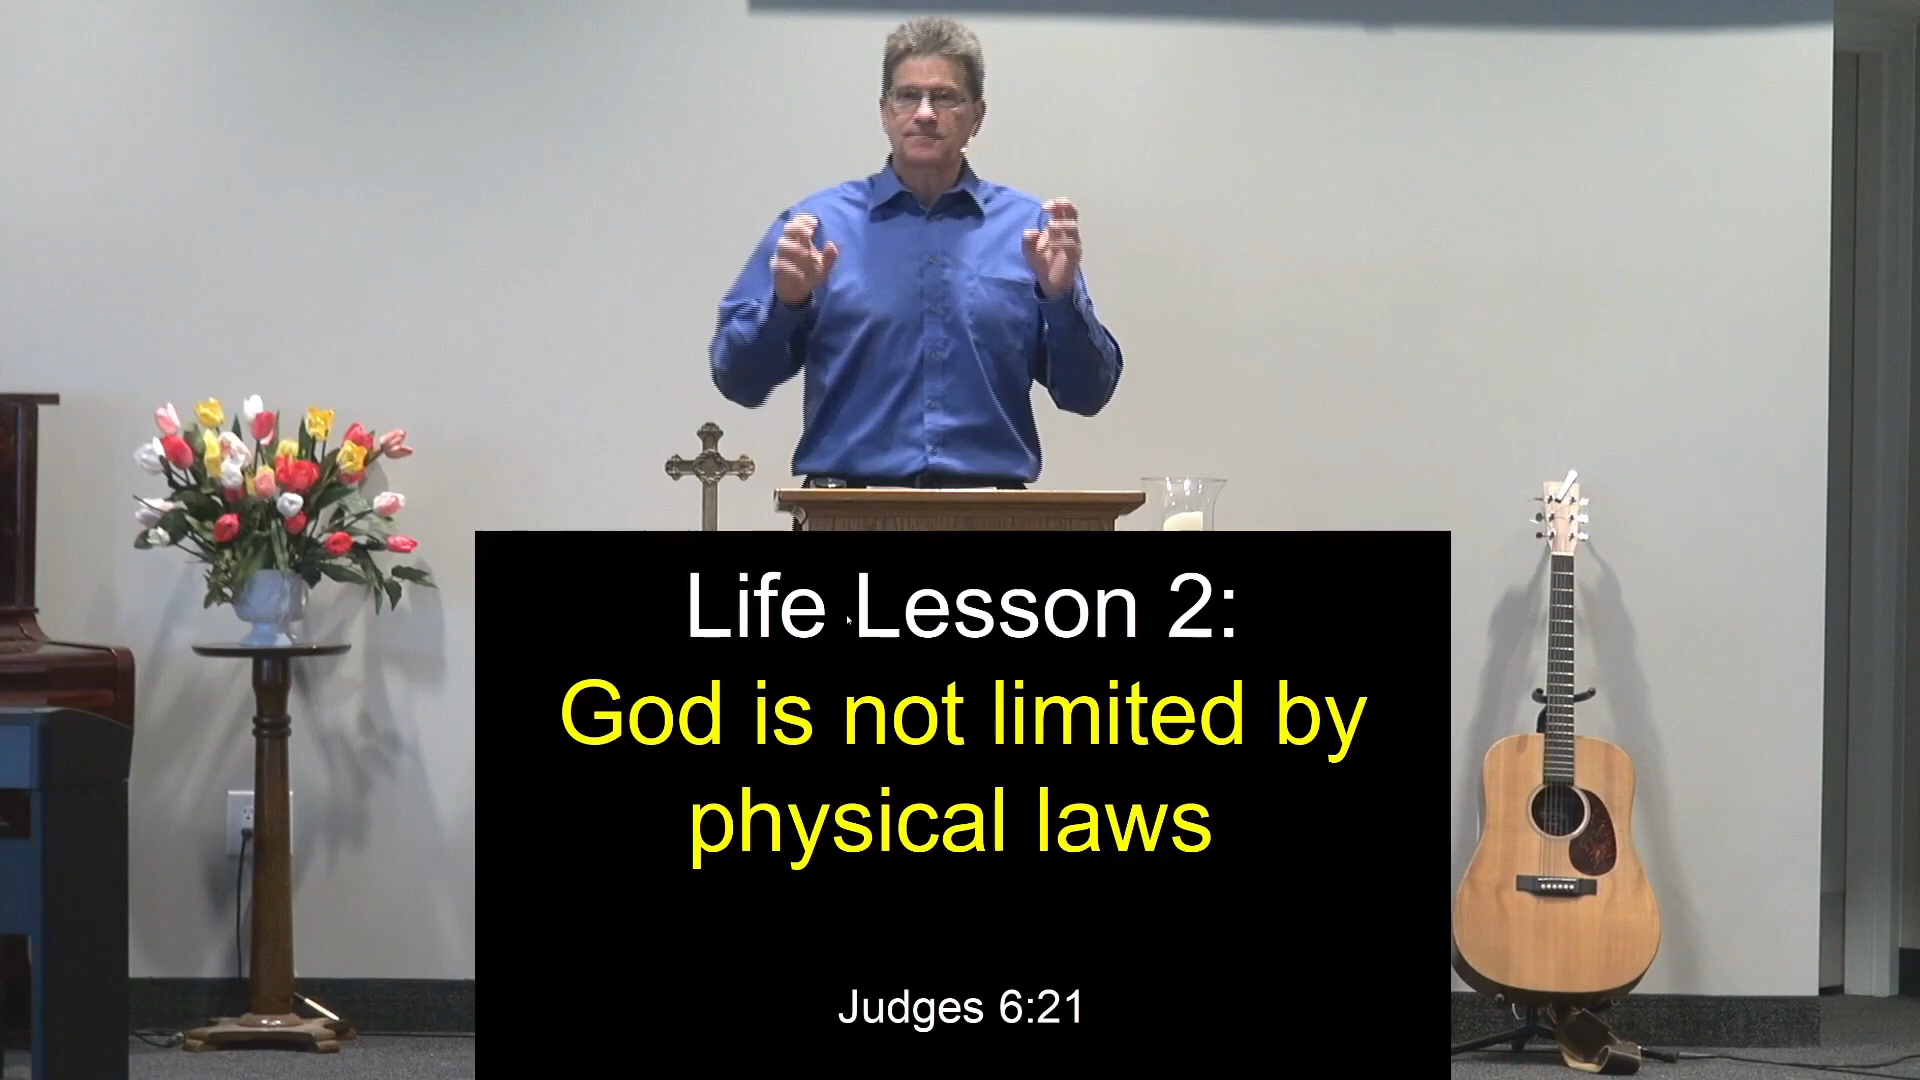 Life Lesson 2:
God is not limited by
physical laws
Judges 6:21